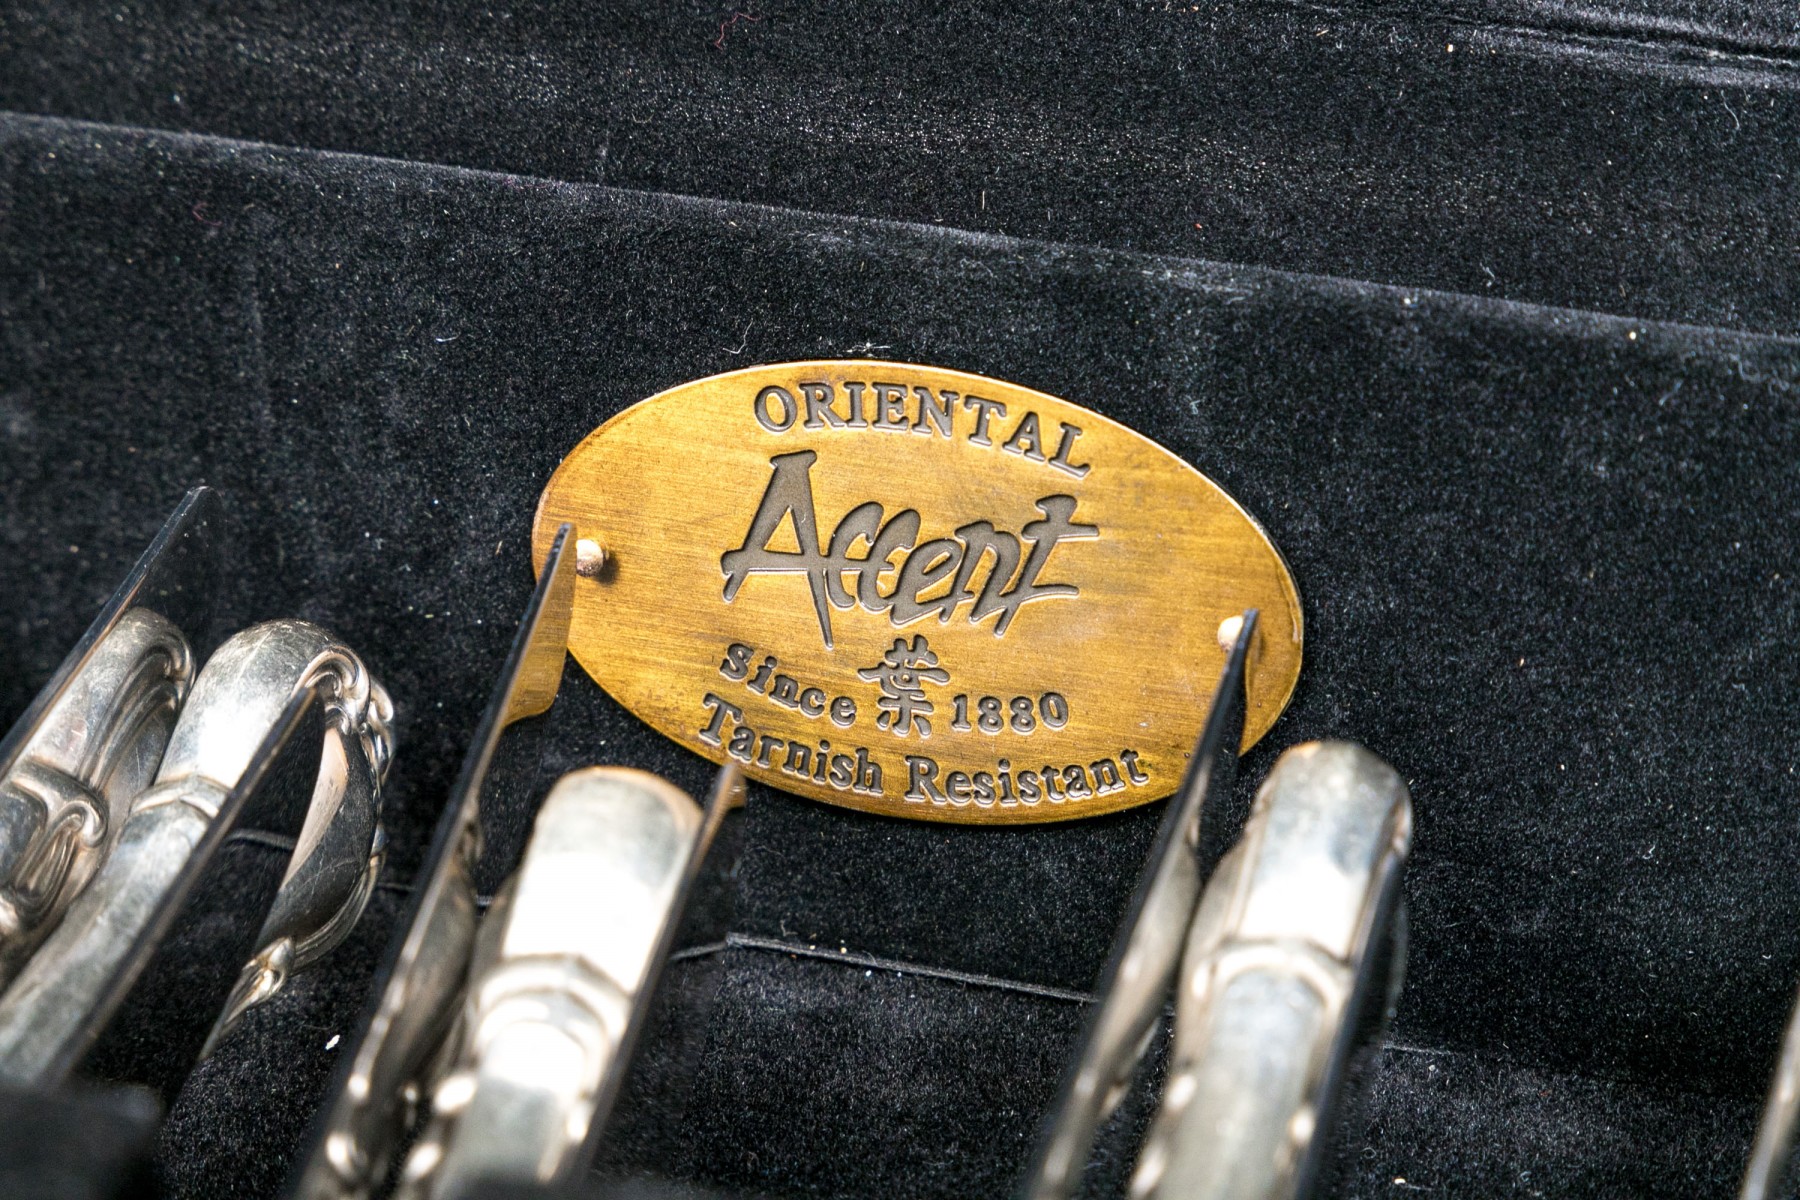 ORIENTAL
Accent
Since 葉 1880
Tarnish Resistant